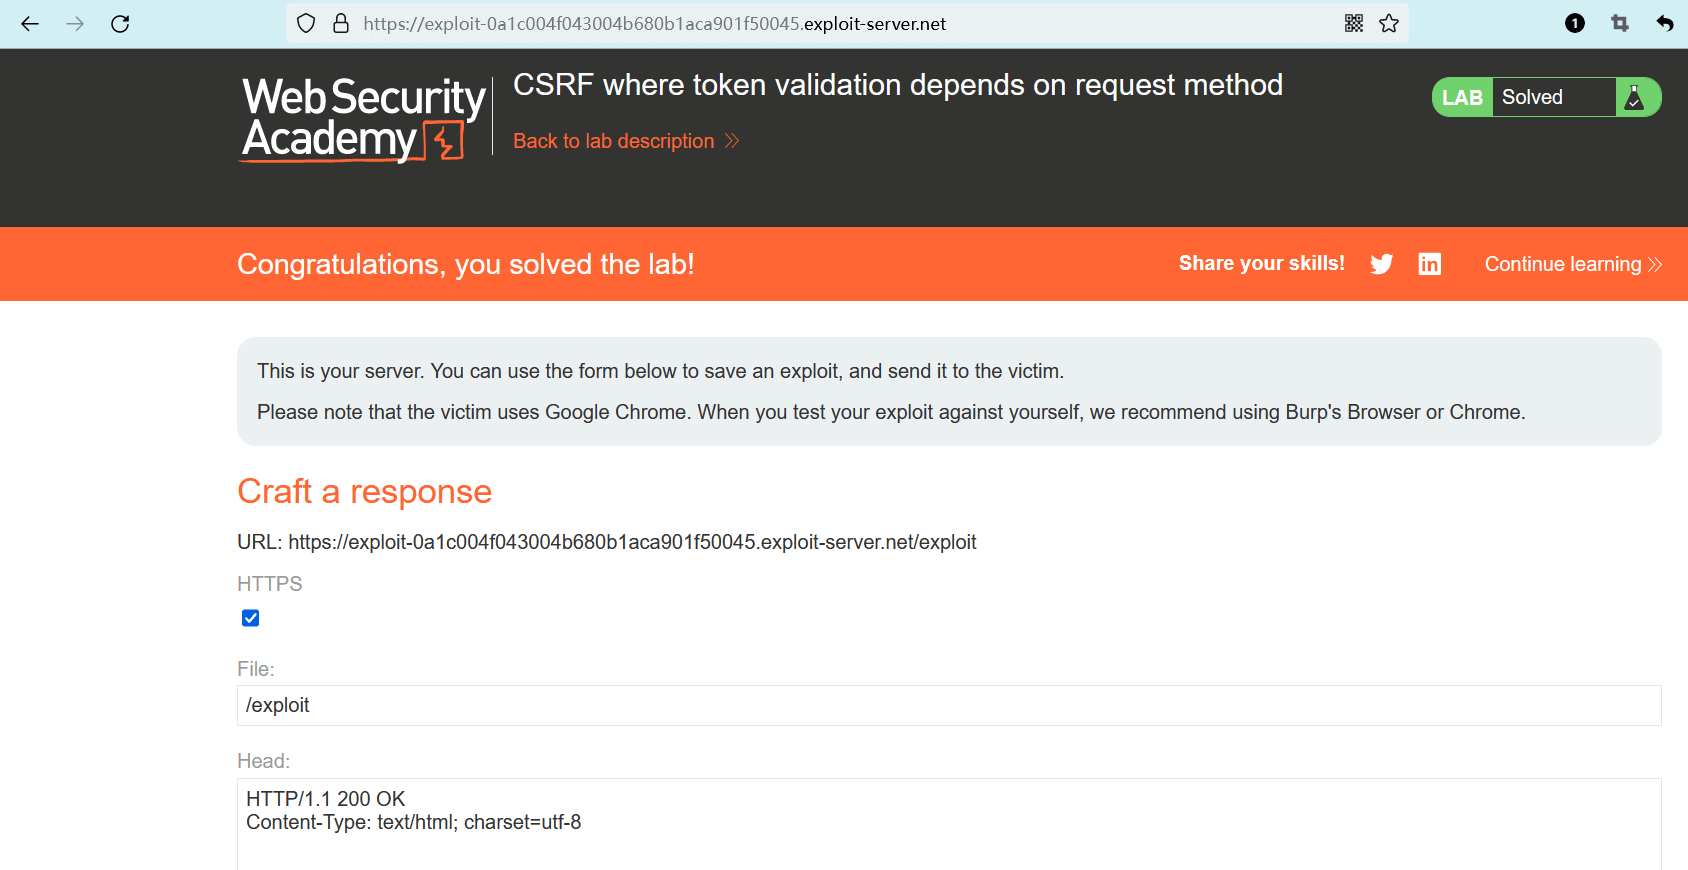 https://exploit-0a1c004f043004b680b1aca901f50045.exploit-server.net
1
Web Security
Academy
CSRF where token validation depends on request method
Back to lab description
LAB Solved
Congratulations, you solved the lab!
Share your skills!
in
Continue learning
This is your server. You can use the form below to save an exploit, and send it to the victim.
Please note that the victim uses Google Chrome. When you test your exploit against yourself, we recommend using Burp's Browser or Chrome.
Craft a response
URL: https://exploit-0a1c004f043004b680b1aca901f50045.exploit-server.net/exploit
HTTPS
File:
/exploit
Head:
HTTP/1.1 200 OK
Content-Type: text/html; charset=utf-8